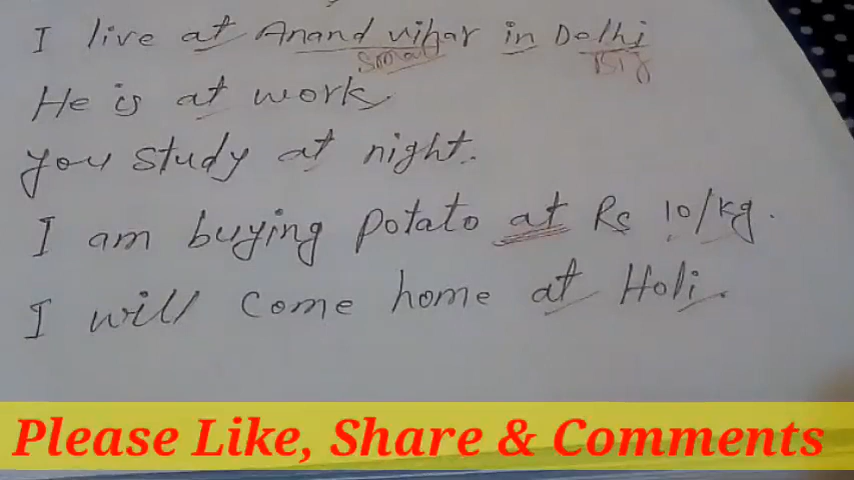 I live at Anand vihar in Delhi
small Big
He is at work.
you study at night.
I am buying potato at Rs 10/kg.
I will come home at Holi.
Please Like, Share & Comments